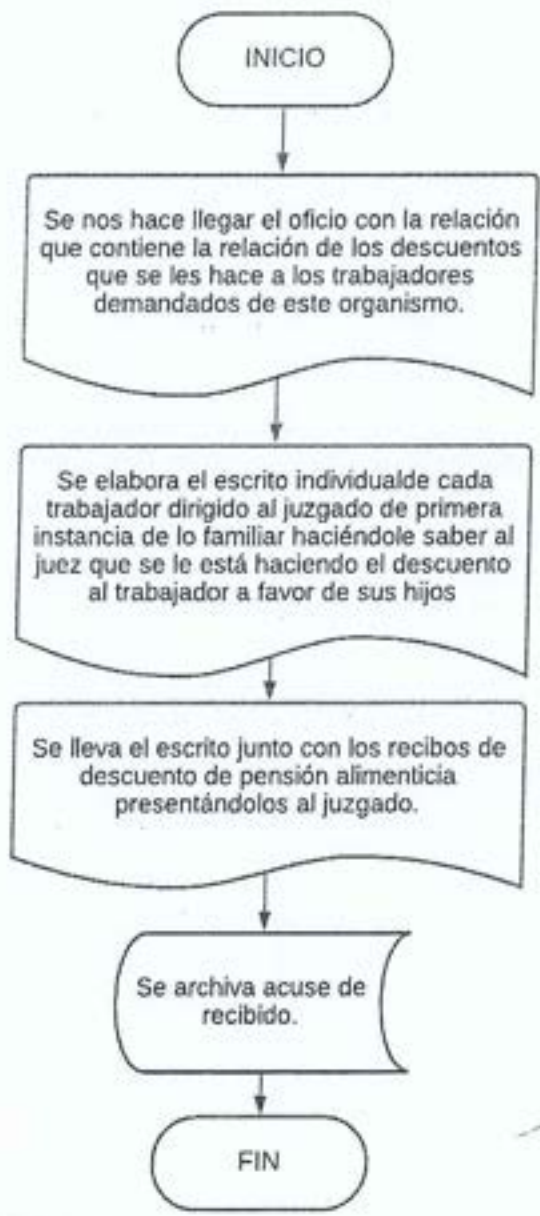 INICIO
Se nos hace llegar el oficio con la relación
que contiene la relación de los descuentos
que se les hace a los trabajadores
demandados de este organismo.
Se elabora el escrito individualde cada
trabajador dirigido al juzgado de primera
instancia de lo familiar haciéndole saber al
juez que se le está haciendo el descuento
al trabajador a favor de sus hijos
Se lleva el escrito junto con los recibos de
descuento de pensión alimenticia
presentándolos al juzgado.
Se archiva acuse de
recibido.
FIN